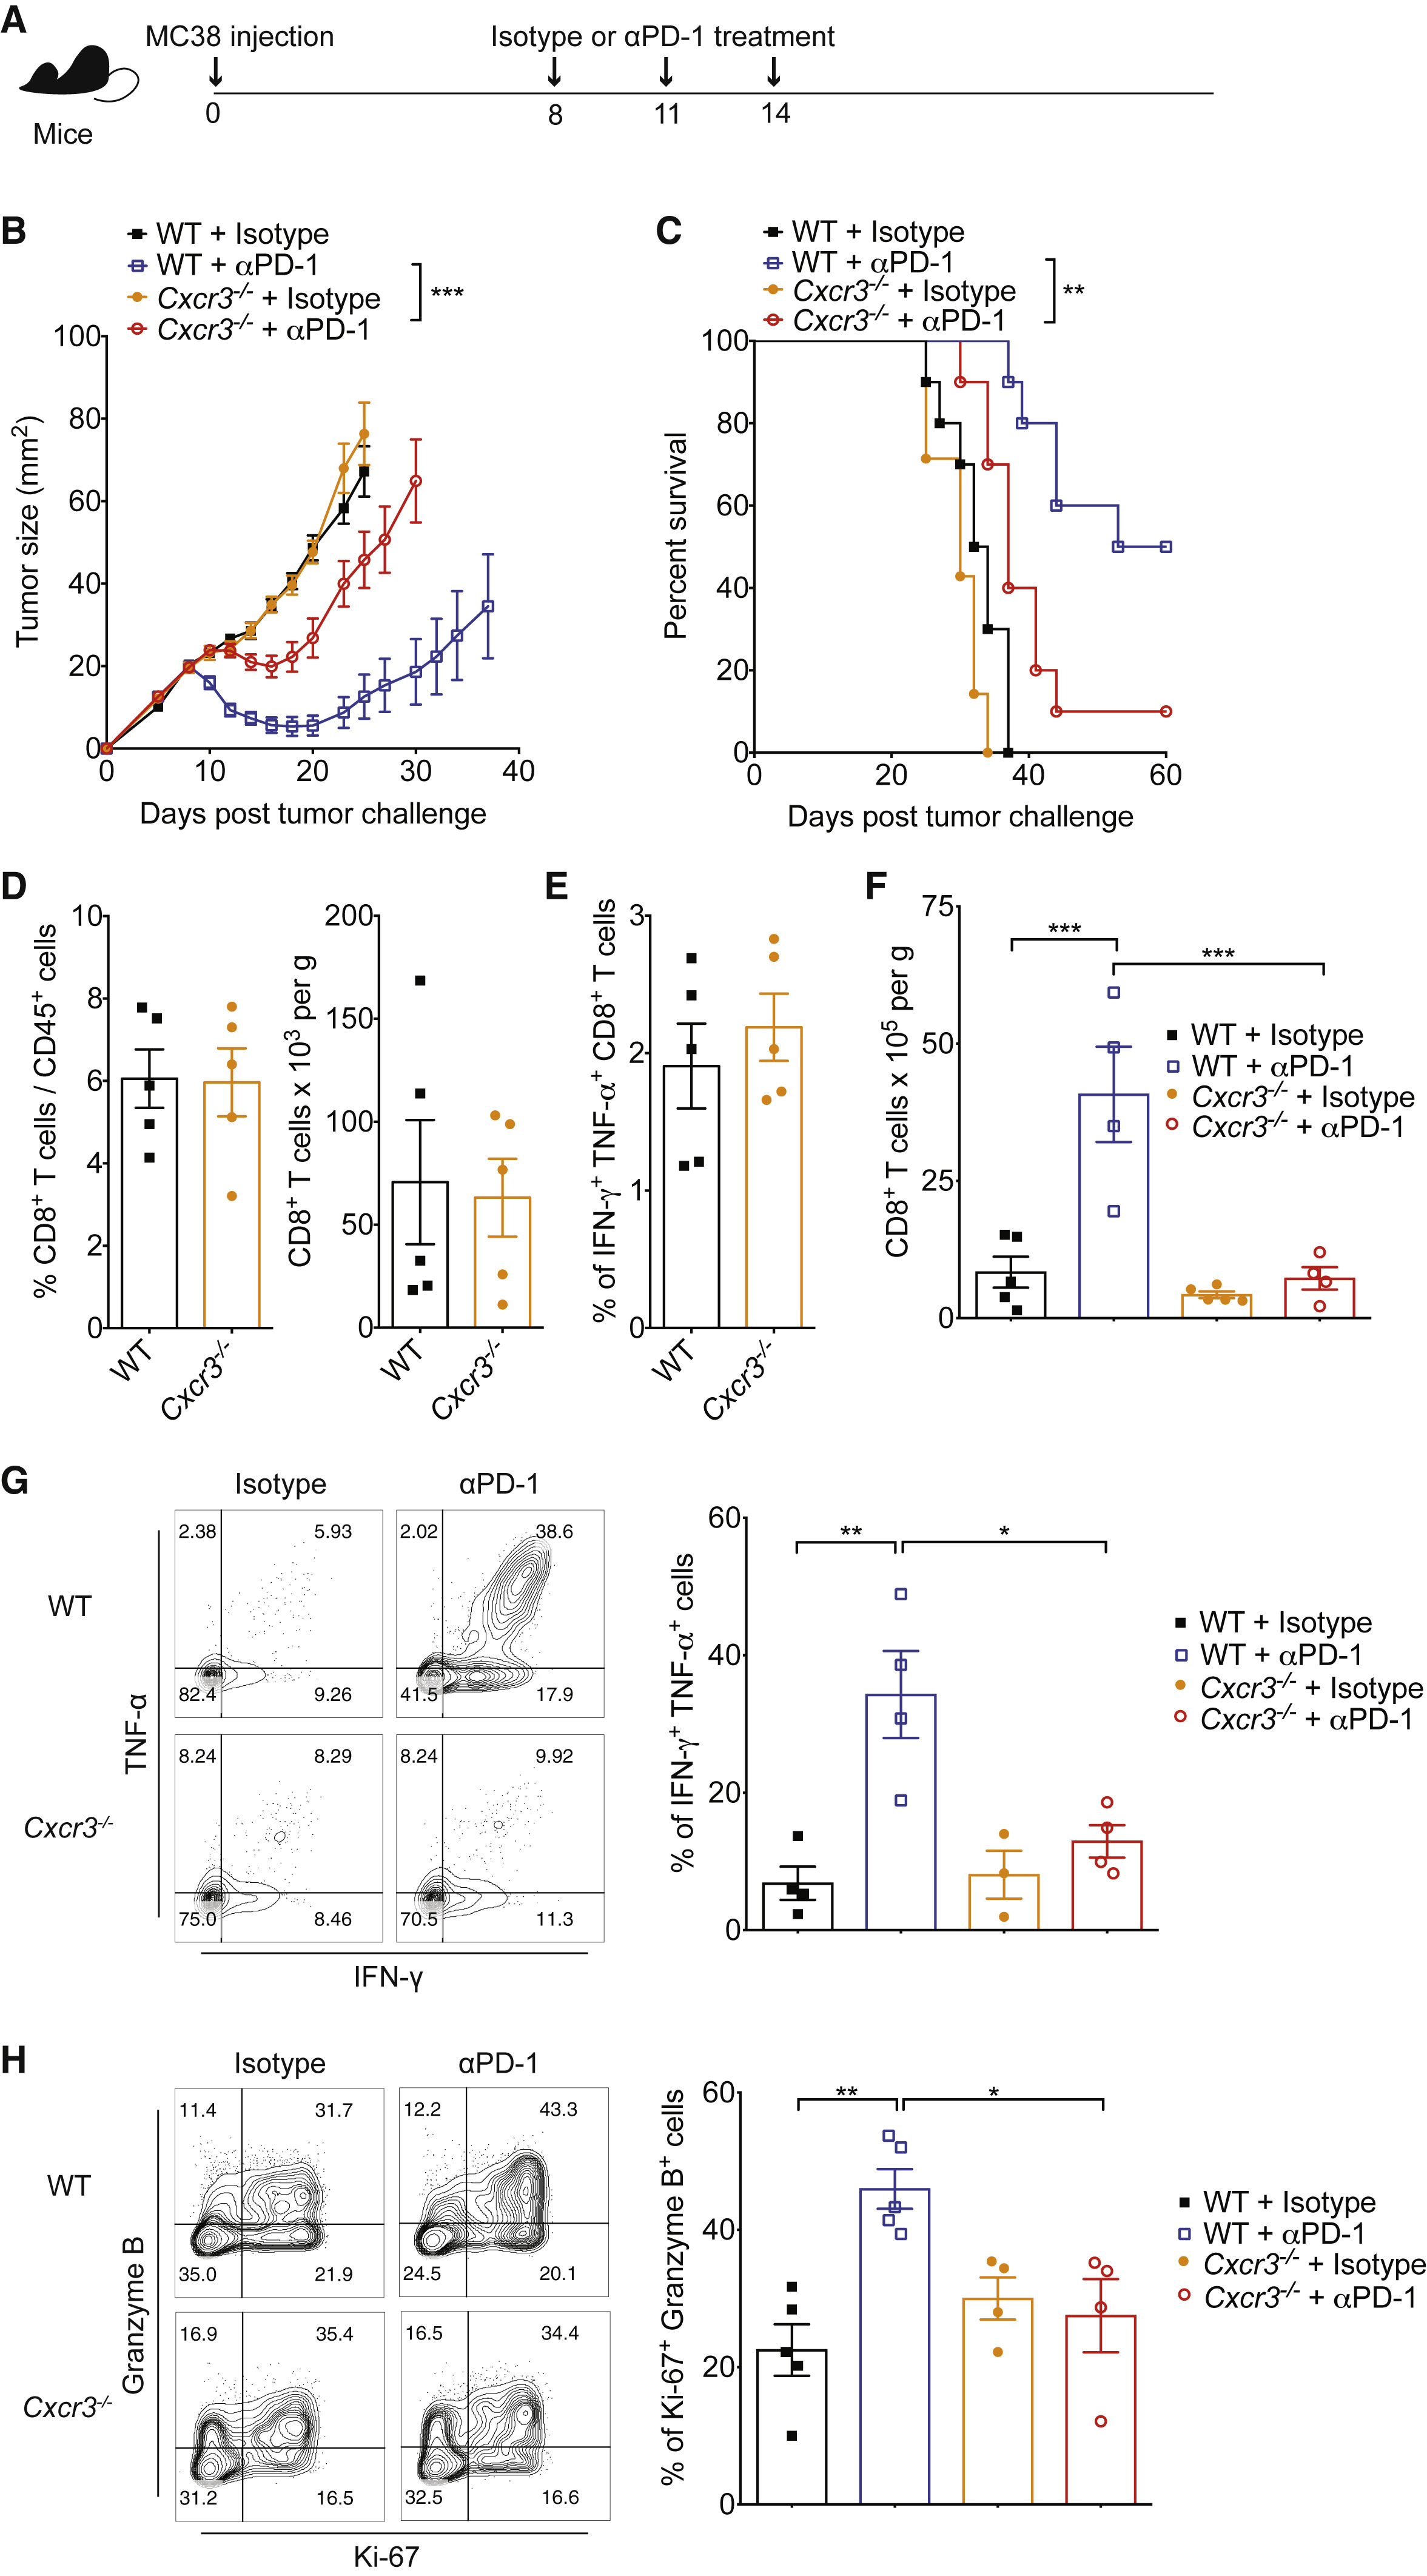 A
MC38 injection
Isotype or αPD-1 treatment
Mice
0
8
11
14
B
WT + Isotype
WT + αPD-1
Cxcr3-/- + Isotype
Cxcr3-/- + αPD-1
***
Tumor size (mm2)
100
80
60
40
20
0
0 10 20 30 40
Days post tumor challenge
C
WT + Isotype
WT + αPD-1
Cxcr3-/- + Isotype
Cxcr3-/- + αPD-1
**
Percent survival
100
80
60
40
20
0
0 20 40 60
Days post tumor challenge
D
% CD8+ T cells / CD45+ cells
10
8
6
4
2
0
WT
Cxcr3-/-
CD8+ T cells x 103 per g
200
150
100
50
0
WT
Cxcr3-/-
E
% of IFN-γ+ TNF-α+ CD8+ T cells
3
2
1
0
WT
Cxcr3-/-
F
CD8+ T cells x 105 per g
75
50
25
0
***
***
WT + Isotype
WT + αPD-1
Cxcr3-/- + Isotype
Cxcr3-/- + αPD-1
G
Isotype
αPD-1
WT
2.38 5.93
82.4 9.26
2.02 38.6
41.5 17.9
Cxcr3-/-
8.24 8.29
75.0 8.46
8.24 9.92
70.5 11.3
TNF-α
IFN-γ
% of IFN-γ+ TNF-α+ cells
60
40
20
0
**
*
WT + Isotype
WT + αPD-1
Cxcr3-/- + Isotype
Cxcr3-/- + αPD-1
H
Isotype
αPD-1
WT
11.4 31.7
35.0 21.9
12.2 43.3
24.5 20.1
Cxcr3-/-
16.9 35.4
31.2 16.5
16.5 34.4
32.5 16.6
Granzyme B
Ki-67
% of Ki-67+ Granzyme B+ cells
60
40
20
0
**
*
WT + Isotype
WT + αPD-1
Cxcr3-/- + Isotype
Cxcr3-/- + αPD-1